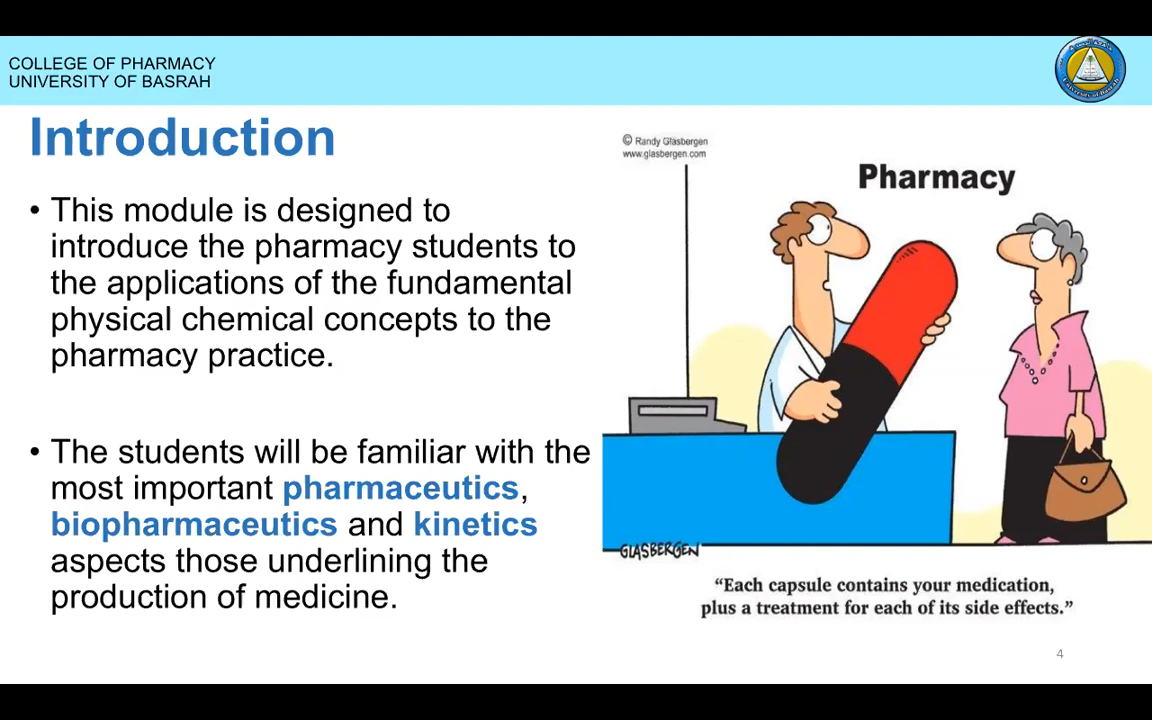 COLLEGE OF PHARMACY
UNIVERSITY OF BASRAH
Introduction
• This module is designed to
introduce the pharmacy students to
the applications of the fundamental
physical chemical concepts to the
pharmacy practice.
• The students will be familiar with the
most important pharmaceutics,
biopharmaceutics and kinetics
aspects those underlining the
production of medicine.
© Randy Glasbergen
www.glasbergen.com
Pharmacy
GLASBERGEN
“Each capsule contains your medication,
plus a treatment for each of its side effects.”
4